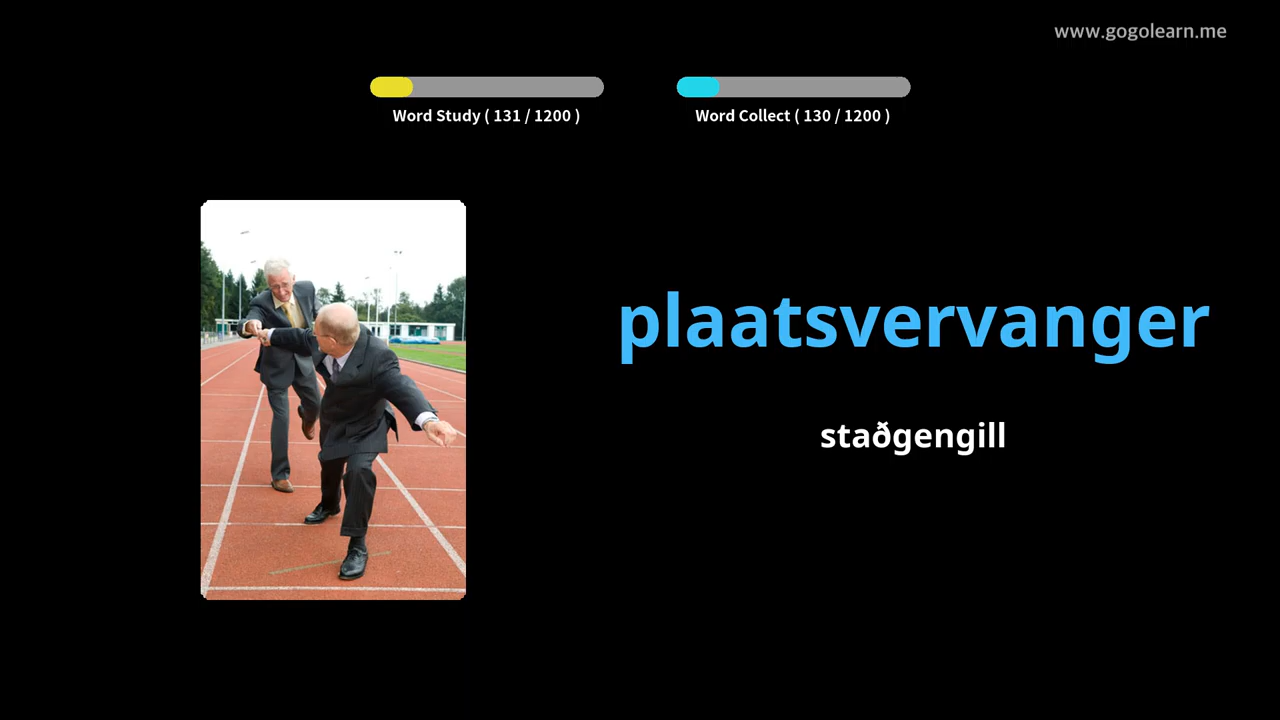 www.gogolearn.me
Word Study ( 131 / 1200 )
Word Collect ( 130 / 1200 )
plaatsvervanger
staðgengill